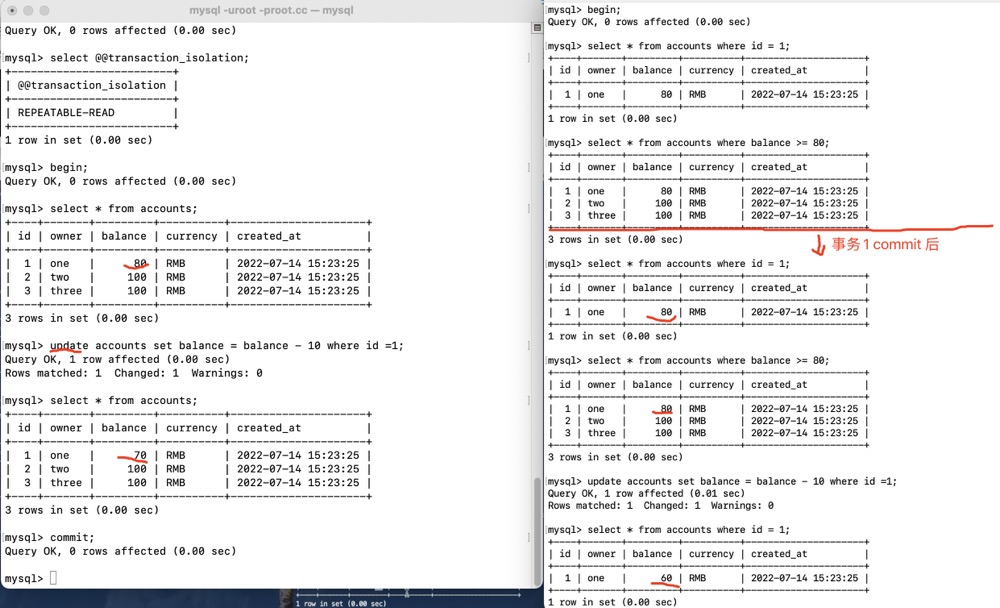 mysql -uroot -proot.cc — mysql
Query OK, 0 rows affected (0.00 sec)
mysql> select @@transaction_isolation;
+-------------------------+
| @@transaction_isolation |
+-------------------------+
| REPEATABLE-READ         |
+-------------------------+
1 row in set (0.00 sec)
mysql> begin;
Query OK, 0 rows affected (0.00 sec)
mysql> select * from accounts;
+----+-------+---------+----------+---------------------+
| id | owner | balance | currency | created_at          |
+----+-------+---------+----------+---------------------+
|  1 | one   |      80 | RMB      | 2022-07-14 15:23:25 |
|  2 | two   |     100 | RMB      | 2022-07-14 15:23:25 |
|  3 | three |     100 | RMB      | 2022-07-14 15:23:25 |
+----+-------+---------+----------+---------------------+
3 rows in set (0.00 sec)
mysql> update accounts set balance = balance - 10 where id =1;
Query OK, 1 row affected (0.00 sec)
Rows matched: 1  Changed: 1  Warnings: 0
mysql> select * from accounts;
+----+-------+---------+----------+---------------------+
| id | owner | balance | currency | created_at          |
+----+-------+---------+----------+---------------------+
|  1 | one   |      70 | RMB      | 2022-07-14 15:23:25 |
|  2 | two   |     100 | RMB      | 2022-07-14 15:23:25 |
|  3 | three |     100 | RMB      | 2022-07-14 15:23:25 |
+----+-------+---------+----------+---------------------+
3 rows in set (0.00 sec)
mysql> commit;
Query OK, 0 rows affected (0.00 sec)
mysql>
1 row in set (0.00 sec)
mysql> begin;
Query OK, 0 rows affected (0.00 sec)
mysql> select * from accounts where id = 1;
+----+-------+---------+----------+---------------------+
| id | owner | balance | currency | created_at          |
+----+-------+---------+----------+---------------------+
|  1 | one   |      80 | RMB      | 2022-07-14 15:23:25 |
+----+-------+---------+----------+---------------------+
1 row in set (0.00 sec)
mysql> select * from accounts where balance >= 80;
+----+-------+---------+----------+---------------------+
| id | owner | balance | currency | created_at          |
+----+-------+---------+----------+---------------------+
|  1 | one   |      80 | RMB      | 2022-07-14 15:23:25 |
|  2 | two   |     100 | RMB      | 2022-07-14 15:23:25 |
|  3 | three |     100 | RMB      | 2022-07-14 15:23:25 |
+----+-------+---------+----------+---------------------+
3 rows in set (0.00 sec)
事务1 commit 后
mysql> select * from accounts where id = 1;
+----+-------+---------+----------+---------------------+
| id | owner | balance | currency | created_at          |
+----+-------+---------+----------+---------------------+
|  1 | one   |      80 | RMB      | 2022-07-14 15:23:25 |
+----+-------+---------+----------+---------------------+
1 row in set (0.00 sec)
mysql> select * from accounts where balance >= 80;
+----+-------+---------+----------+---------------------+
| id | owner | balance | currency | created_at          |
+----+-------+---------+----------+---------------------+
|  1 | one   |      80 | RMB      | 2022-07-14 15:23:25 |
|  2 | two   |     100 | RMB      | 2022-07-14 15:23:25 |
|  3 | three |     100 | RMB      | 2022-07-14 15:23:25 |
+----+-------+---------+----------+---------------------+
3 rows in set (0.00 sec)
mysql> update accounts set balance = balance - 10 where id =1;
Query OK, 1 row affected (0.01 sec)
Rows matched: 1  Changed: 1  Warnings: 0
mysql> select * from accounts where id = 1;
+----+-------+---------+----------+---------------------+
| id | owner | balance | currency | created_at          |
+----+-------+---------+----------+---------------------+
|  1 | one   |      60 | RMB      | 2022-07-14 15:23:25 |
+----+-------+---------+----------+---------------------+
1 row in set (0.00 sec)